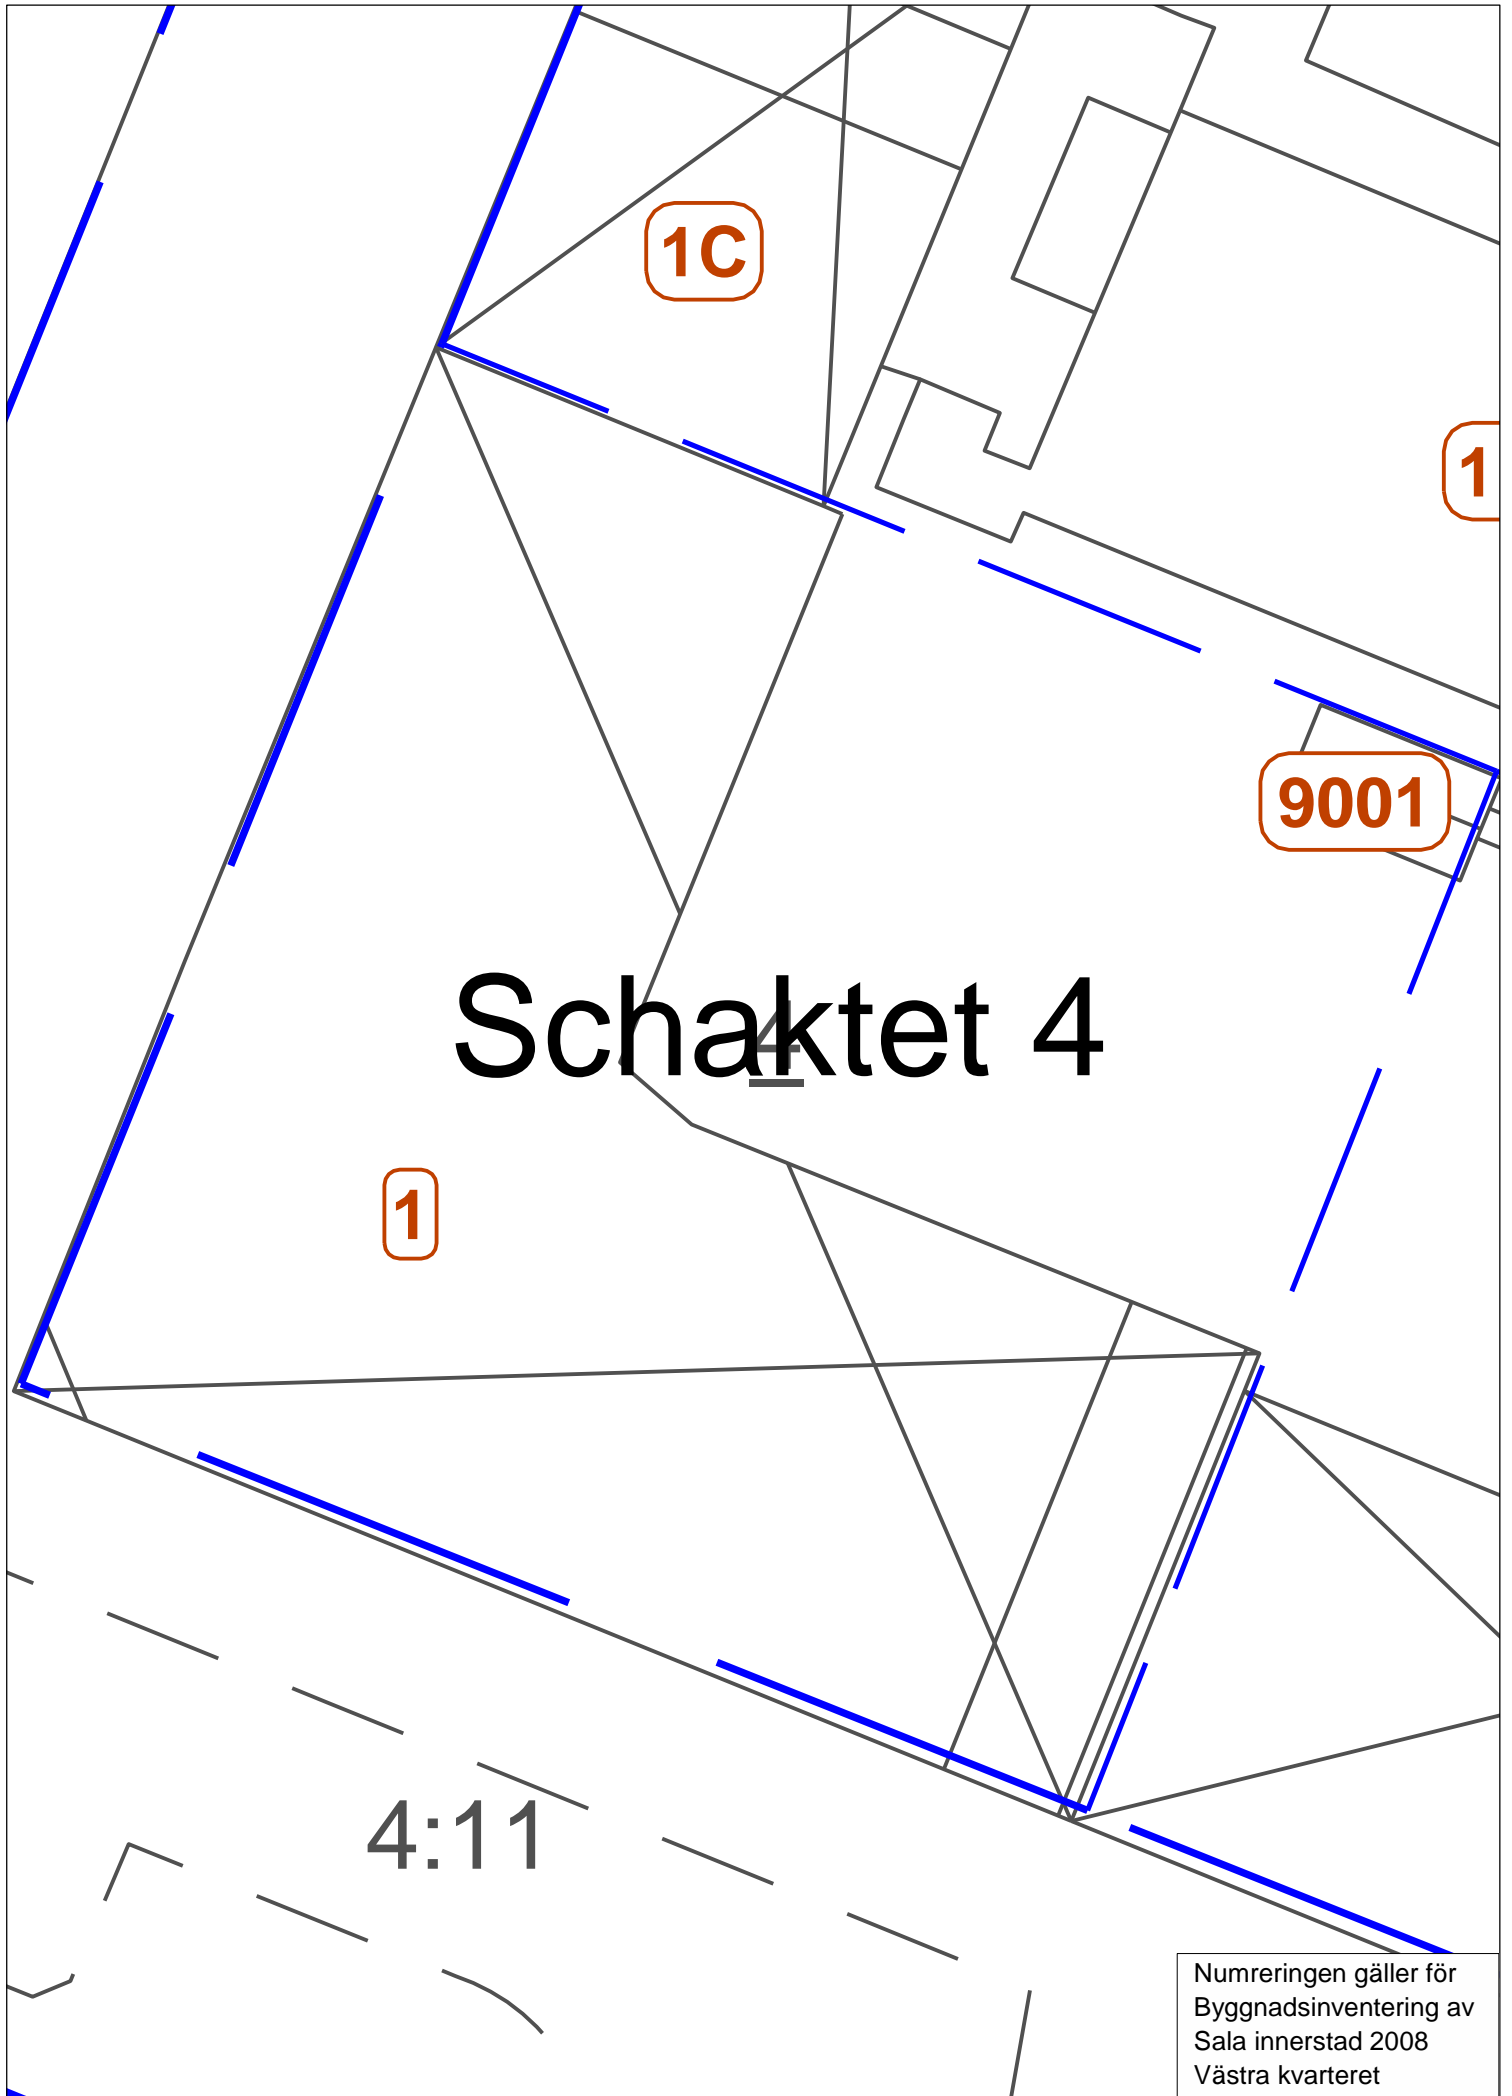 1C
1
9001
Schaktet 4
4
1
4:11
Numreringen gäller för
Byggnadsinventering av
Sala innerstad 2008
Västra kvarteret